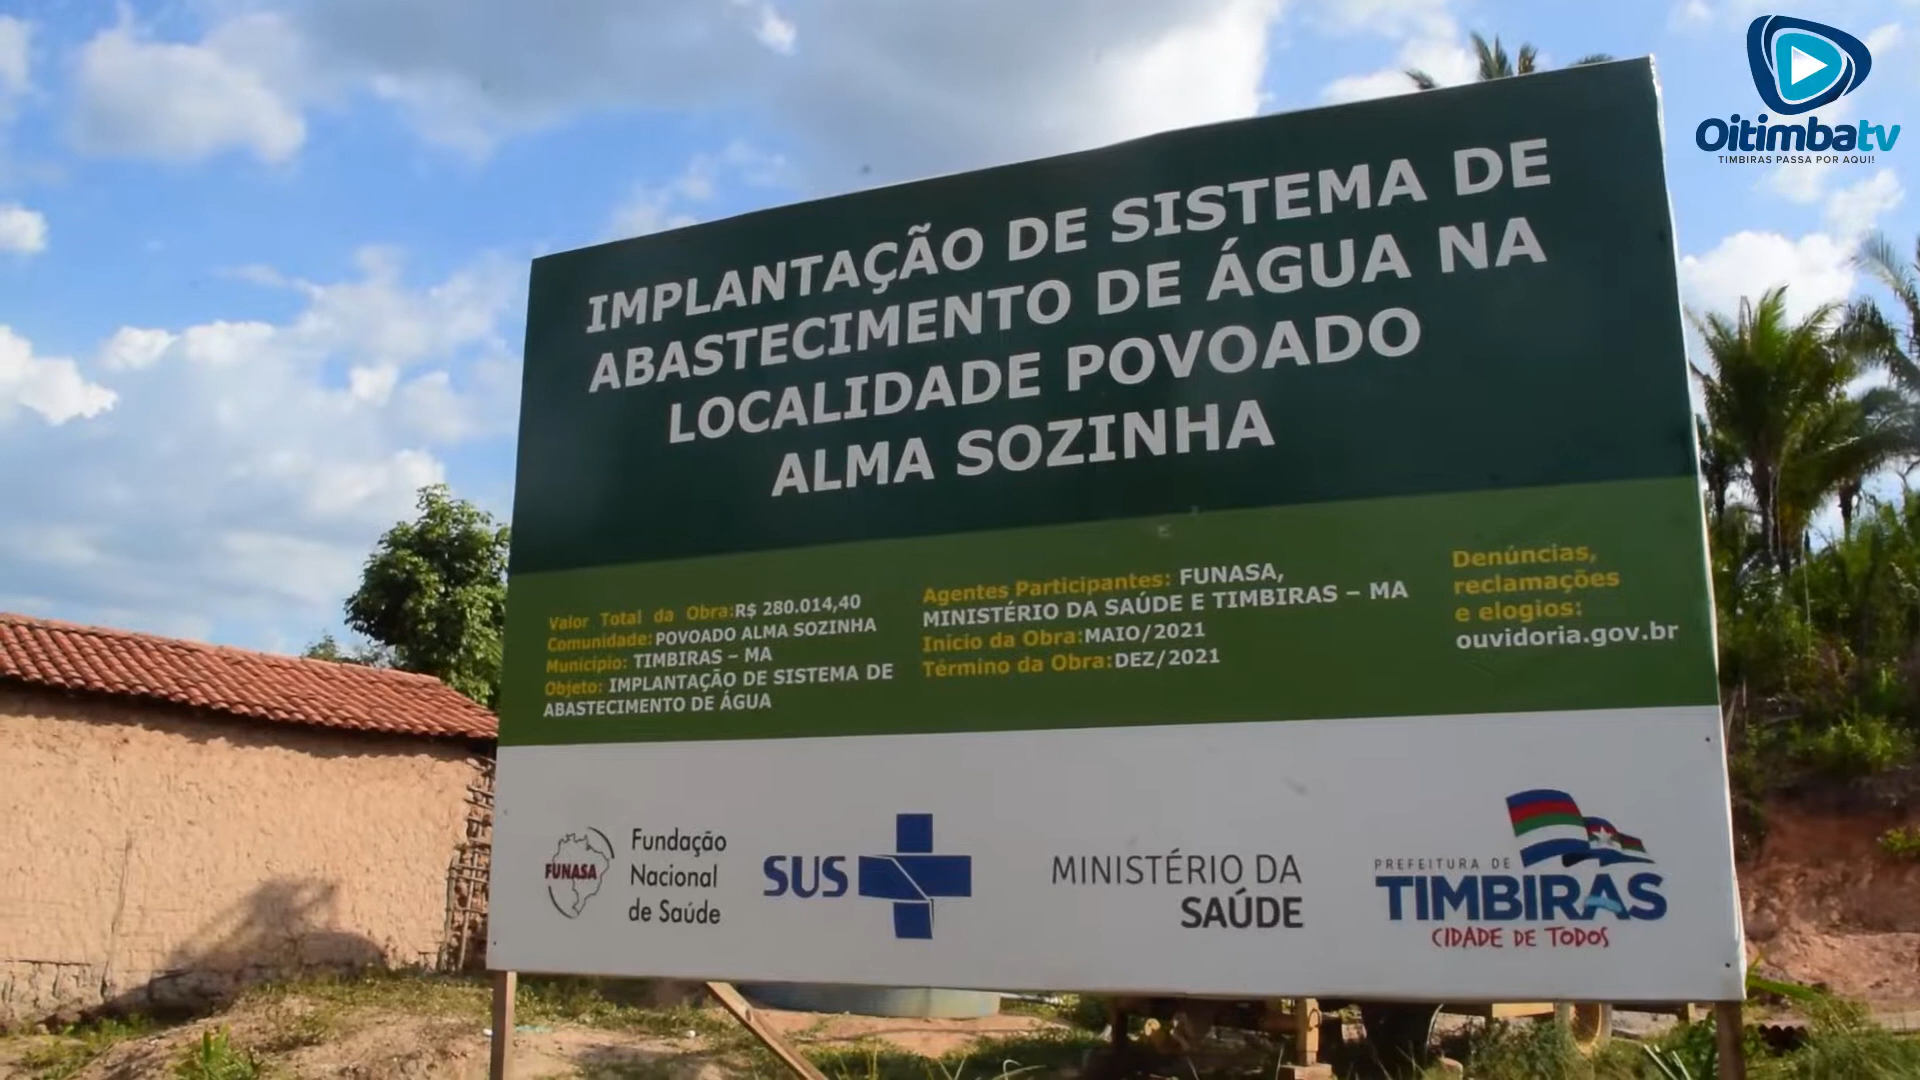 Oitimbatv
TIMBIRAS PASSA POR AQUI!
IMPLANTAÇÃO DE SISTEMA DE
ABASTECIMENTO DE ÁGUA NA
LOCALIDADE POVOADO
ALMA SOZINHA
Valor Total da Obra:R$ 280.014,40
Comunidade: POVOADO ALMA SOZINHA
Município: TIMBIRAS – MA
Objeto: IMPLANTAÇÃO DE SISTEMA DE
ABASTECIMENTO DE ÁGUA
Agentes Participantes: FUNASA,
MINISTÉRIO DA SAÚDE E TIMBIRAS – MA
Início da Obra:MAIO/2021
Término da Obra:DEZ/2021
Denúncias,
reclamações
e elogios:
ouvidoria.gov.br
FUNASA
Fundação
Nacional
de Saúde
SUS
MINISTÉRIO DA
SAÚDE
PREFEITURA DE
TIMBIRAS
CIDADE DE TODOS